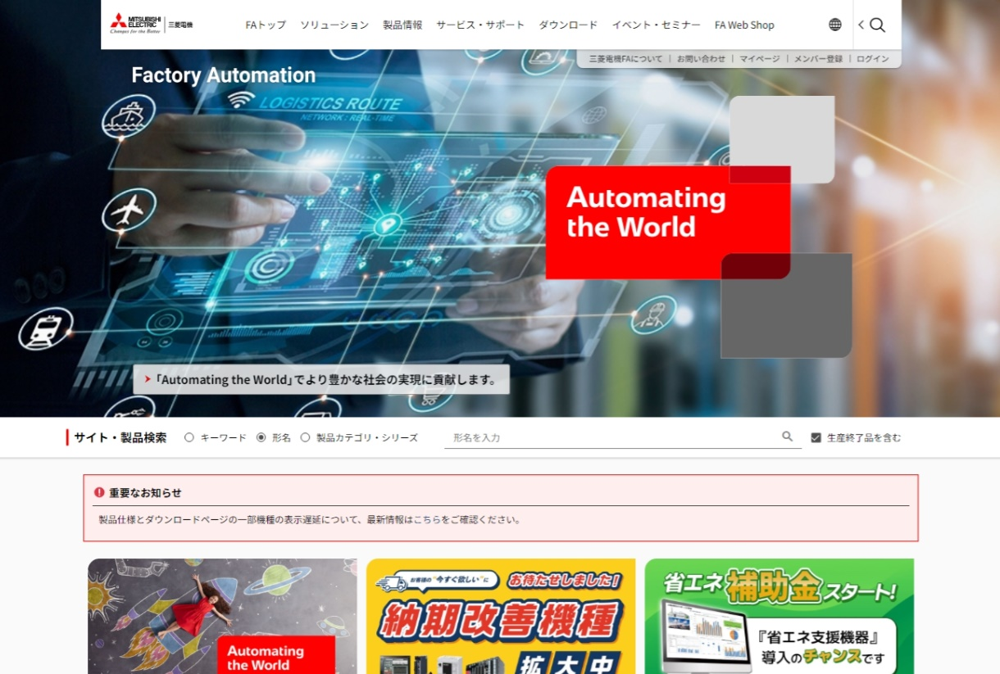 MITSUBISHI
ELECTRIC
Changes for the Better
三菱電機
FAトップ ソリューション 製品情報 サービス・サポート ダウンロード イベント・セミナー FA Web Shop
三菱電機FAについて お問い合わせ マイページ メンバー登録 ログイン
Factory Automation
LOGISTICS ROUTE
NETWORK : REAL-TIME
Automating
the World
「Automating the World」でより豊かな社会の実現に貢献します。
サイト・製品検索 キーワード 形名 製品カテゴリ・シリーズ 形名を入力 生産終了品を含む
重要なお知らせ
製品仕様とダウンロードページの一部機種の表示遅延について、最新情報はこちらをご確認ください。
Automating
the World
お客様の"今すぐ欲しい"に お待たせしました!
納期改善機種
拡大中
省エネ補助金スタート!
『省エネ支援機器』
導入のチャンスです